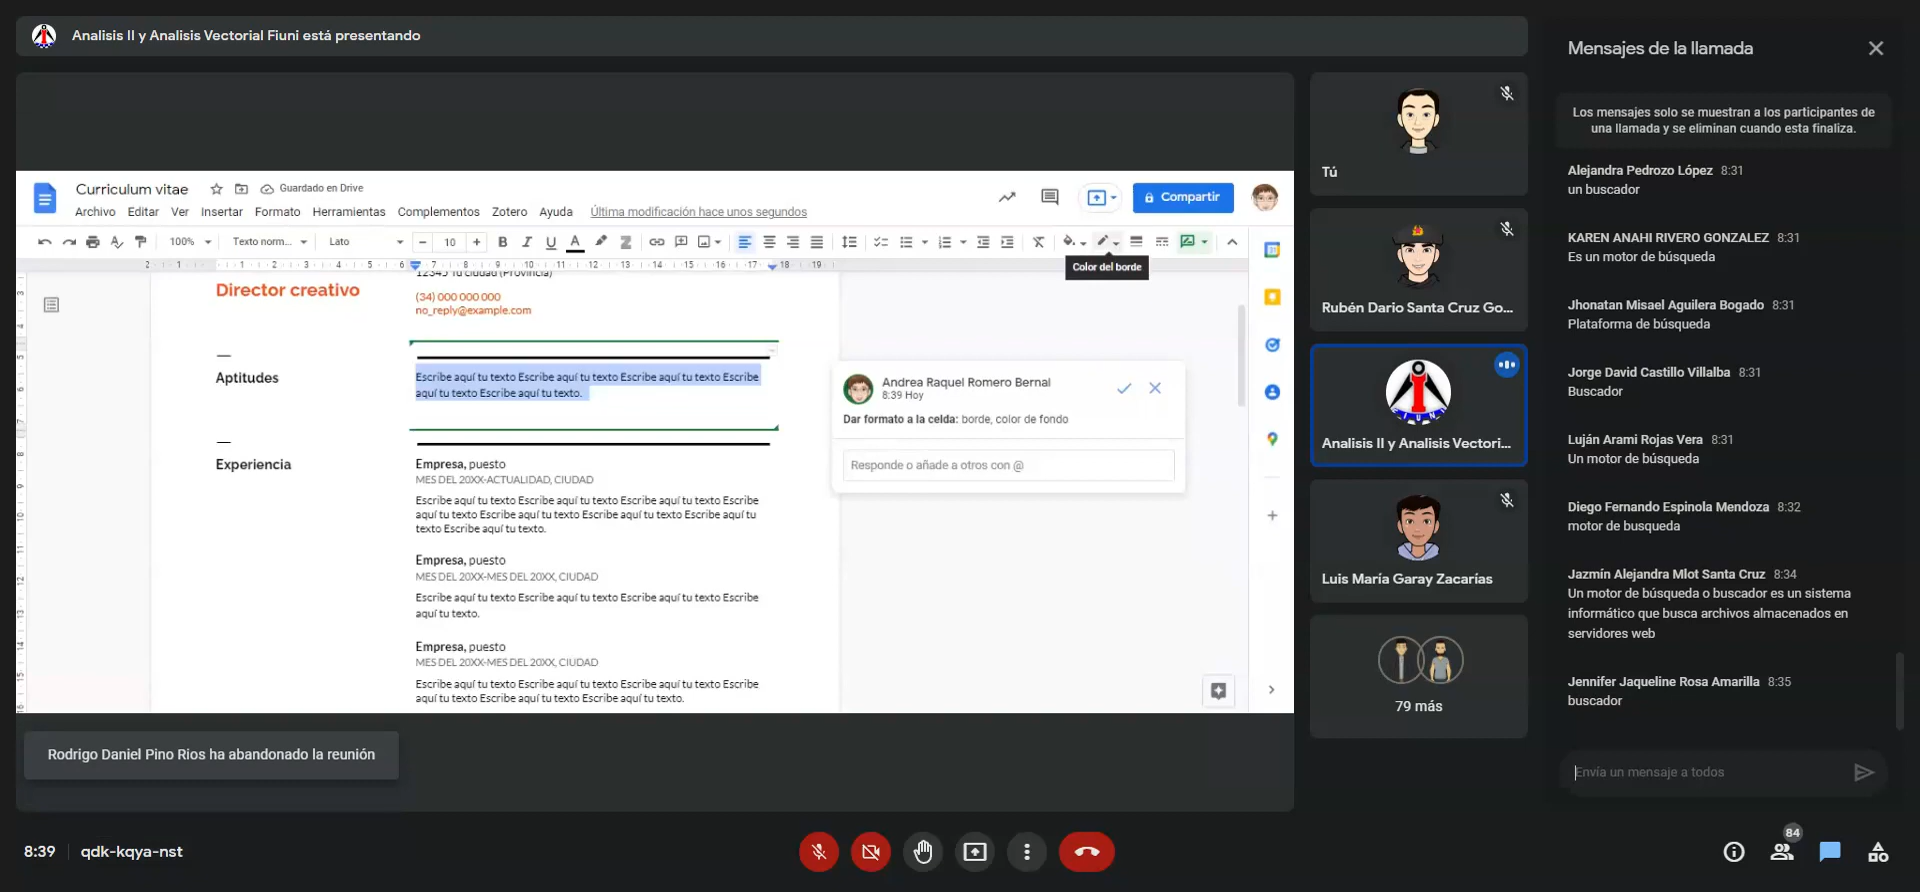 Analisis II y Analisis Vectorial Fiuni está presentando
Curriculum vitae
Guardado en Drive
Archivo Editar Ver Insertar Formato Herramientas Complementos Zotero Ayuda Última modificación hace unos segundos
Compartir
100% Texto norm... Lato 10
Color del borde
12345 Tu ciudad (Provincia)
Director creativo
(34) 000 000 000
no_reply@example.com
Aptitudes
Escribe aquí tu texto Escribe aquí tu texto Escribe aquí tu texto Escribe
aquí tu texto Escribe aquí tu texto.
Experiencia
Empresa, puesto
MES DEL 20XX-ACTUALIDAD, CIUDAD
Escribe aquí tu texto Escribe aquí tu texto Escribe aquí tu texto Escribe
aquí tu texto Escribe aquí tu texto Escribe aquí tu texto Escribe aquí tu
texto Escribe aquí tu texto.
Empresa, puesto
MES DEL 20XX-MES DEL 20XX, CIUDAD
Escribe aquí tu texto Escribe aquí tu texto Escribe aquí tu texto Escribe
aquí tu texto.
Empresa, puesto
MES DEL 20XX-MES DEL 20XX, CIUDAD
Escribe aquí tu texto Escribe aquí tu texto Escribe aquí tu texto Escribe
aquí tu texto Escribe aquí tu texto Escribe aquí tu texto.
Andrea Raquel Romero Bernal
8:39 Hoy
Dar formato a la celda: borde, color de fondo
Responde o añade a otros con @
Rodrigo Daniel Pino Rios ha abandonado la reunión
Tú
Rubén Dario Santa Cruz Go...
FIUNI
Analisis II y Analisis Vectori...
Luis María Garay Zacarías
79 más
Mensajes de la llamada
Los mensajes solo se muestran a los participantes de
una llamada y se eliminan cuando esta finaliza.
Alejandra Pedrozo López 8:31
un buscador
KAREN ANAHI RIVERO GONZALEZ 8:31
Es un motor de búsqueda
Jhonatan Misael Aguilera Bogado 8:31
Plataforma de búsqueda
Jorge David Castillo Villalba 8:31
Buscador
Luján Arami Rojas Vera 8:31
Un motor de búsqueda
Diego Fernando Espinola Mendoza 8:32
motor de busqueda
Jazmín Alejandra Mlot Santa Cruz 8:34
Un motor de búsqueda o buscador es un sistema
informático que busca archivos almacenados en
servidores web
Jennifer Jaqueline Rosa Amarilla 8:35
buscador
Envía un mensaje a todos
8:39 qdk-kqya-nst
84